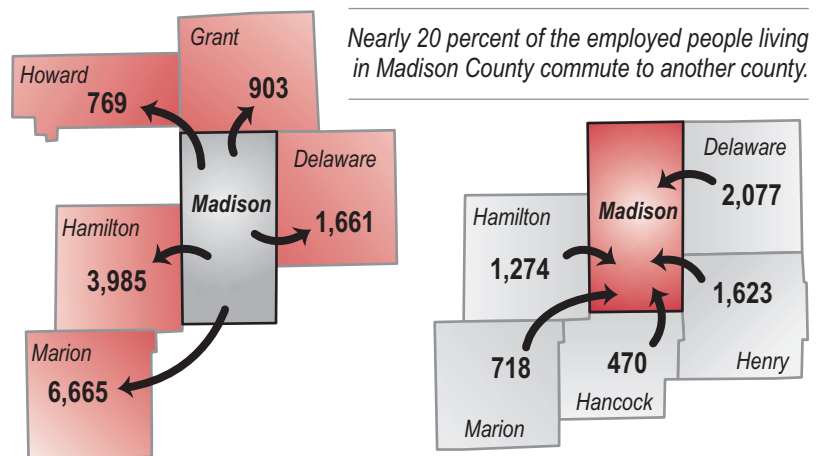 Nearly 20 percent of the employed people living
in Madison County commute to another county.
Grant
903
Howard
769
Delaware
1,661
Madison
Hamilton
3,985
Marion
6,665
Delaware
2,077
Madison
Hamilton
1,274
1,623
Henry
718
Marion
470
Hancock